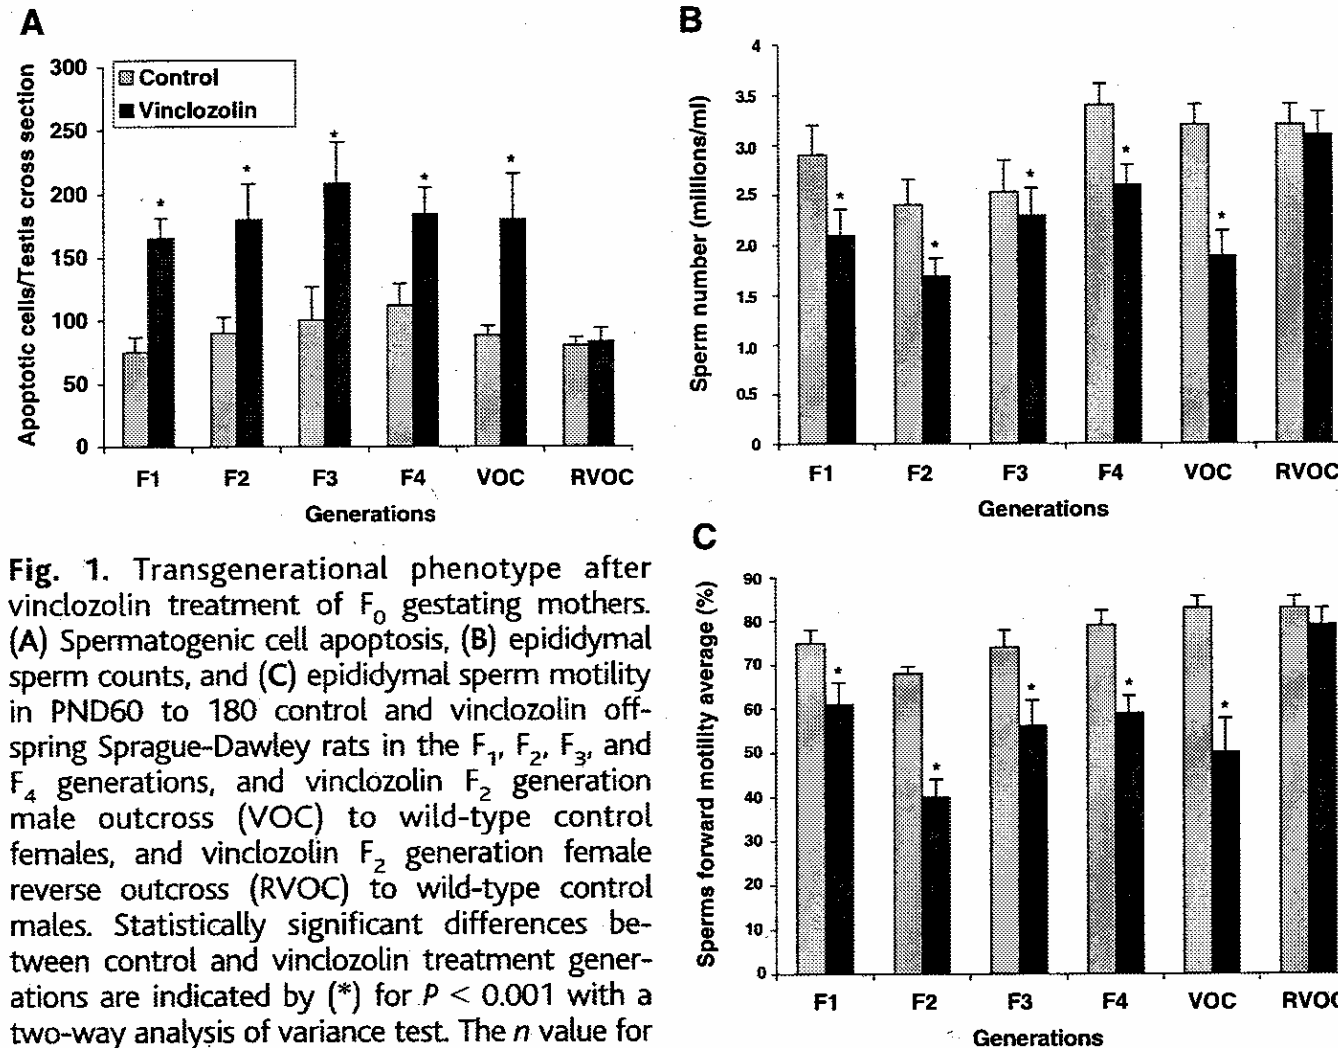 A
300
250
200
150
100
50
0
Apoptotic cells/Testis cross section
Control
Vinclozolin
*
*
*
*
*
F1 F2 F3 F4 VOC RVOC
Generations
B
4
3.5
3.0
2.5
2.0
1.5
1.0
0.5
0
Sperm number (millions/ml)
*
*
*
*
*
F1 F2 F3 F4 VOC RVOC
Generations
Fig. 1. Transgenerational phenotype after
vinclozolin treatment of F0 gestating mothers.
(A) Spermatogenic cell apoptosis, (B) epididymal
sperm counts, and (C) epididymal sperm motility
in PND60 to 180 control and vinclozolin off-
spring Sprague-Dawley rats in the F1, F2, F3, and
F4 generations, and vinclozolin F2 generation
male outcross (VOC) to wild-type control
females, and vinclozolin F2 generation female
reverse outcross (RVOC) to wild-type control
males. Statistically significant differences be-
tween control and vinclozolin treatment gener-
ations are indicated by (*) for P < 0.001 with a
two-way analysis of variance test. The n value for
C
90
80
70
60
50
40
30
20
10
0
Sperms forward motility average (%)
*
*
*
*
*
F1 F2 F3 F4 VOC RVOC
Generations